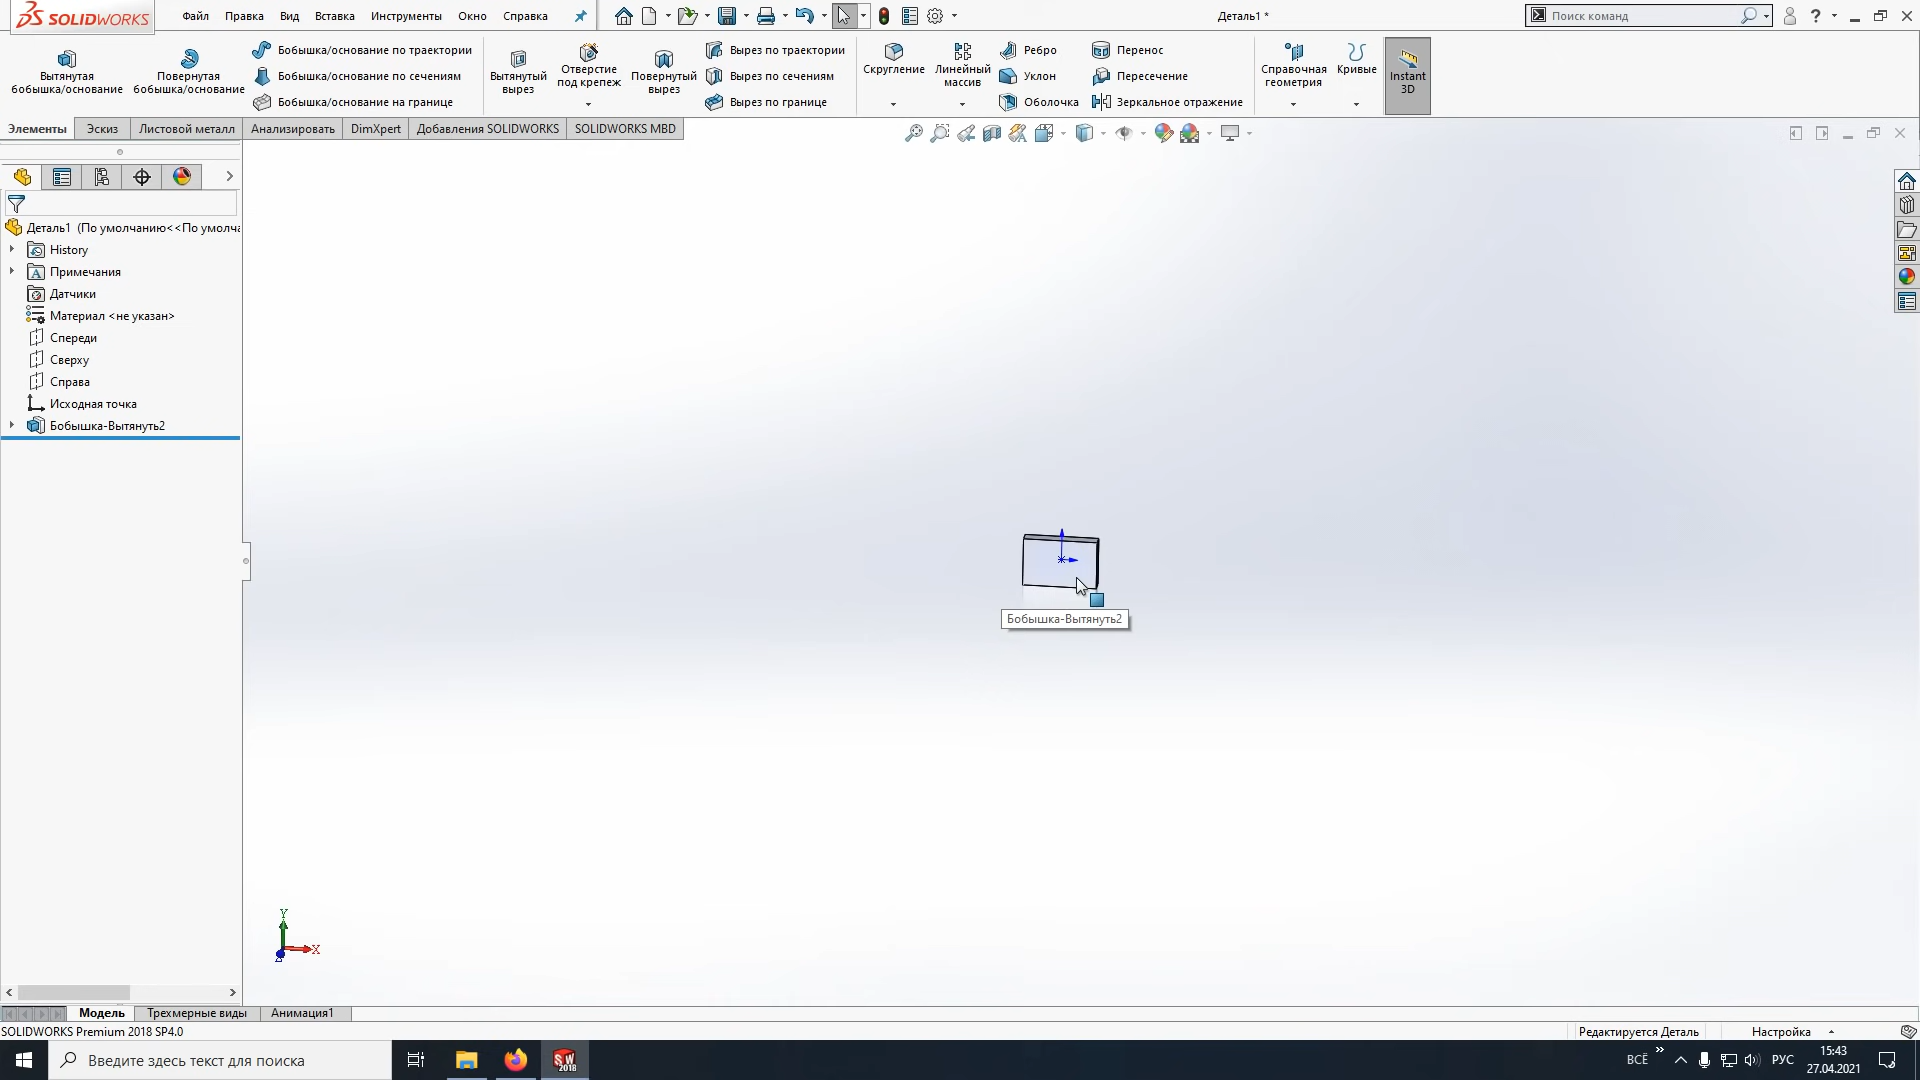 SOLIDWORKS
Файл
Правка
Вид
Вставка
Инструменты
Окно
Справка
Деталь1 *
Поиск команд
Вытянутая
бобышка/основание
Повернутая
бобышка/основание
Бобышка/основание по траектории
Бобышка/основание по сечениям
Бобышка/основание на границе
Вытянутый
вырез
Отверстие
под крепеж
Повернутый
вырез
Вырез по траектории
Вырез по сечениям
Вырез по границе
Скругление
Линейный
массив
Ребро
Уклон
Оболочка
Перенос
Пересечение
Зеркальное отражение
Справочная
геометрия
Кривые
Instant
3D
Элементы
Эскиз
Листовой металл
Анализировать
DimXpert
Добавления SOLIDWORKS
SOLIDWORKS MBD
Деталь1 (По умолчанию<<По умолча
History
Примечания
Датчики
Материал <не указан>
Спереди
Сверху
Справа
Исходная точка
Бобышка-Вытянуть2
Бобышка-Вытянуть2
Y
X
Z
Модель
Трехмерные виды
Анимация1
SOLIDWORKS Premium 2018 SP4.0
Редактируется Деталь
Настройка
Введите здесь текст для поиска
SW
2018
ВСЁ
РУС
15:43
27.04.2021